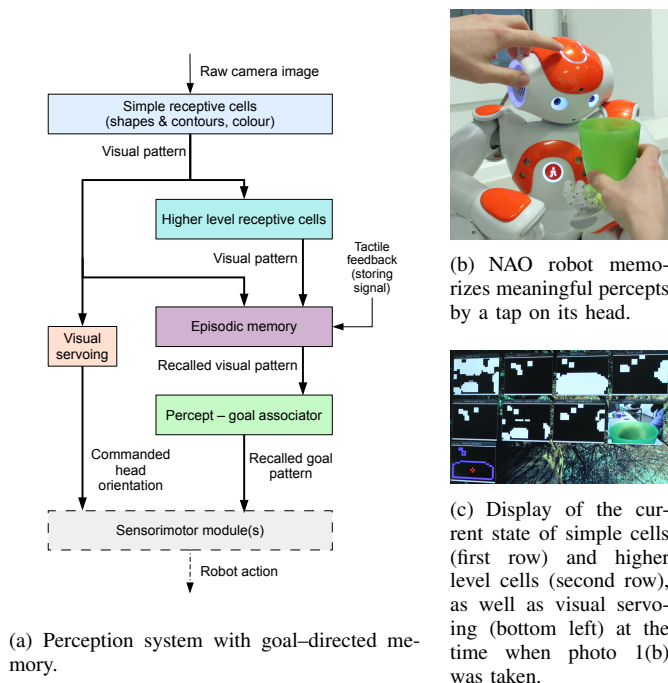 Raw camera image
Simple receptive cells
(shapes & contours, colour)
Visual pattern
Higher level receptive cells
Visual pattern
Tactile
feedback
(storing
signal)
Episodic memory
Visual
servoing
Recalled visual pattern
Percept – goal associator
Commanded
head
orientation
Recalled goal
pattern
Sensorimotor module(s)
Robot action
(a) Perception system with goal–directed me-
mory.
(b) NAO robot memo-
rizes meaningful percepts
by a tap on its head.
(c) Display of the cur-
rent state of simple cells
(first row) and higher
level cells (second row),
as well as visual servo-
ing (bottom left) at the
time when photo 1(b)
was taken.